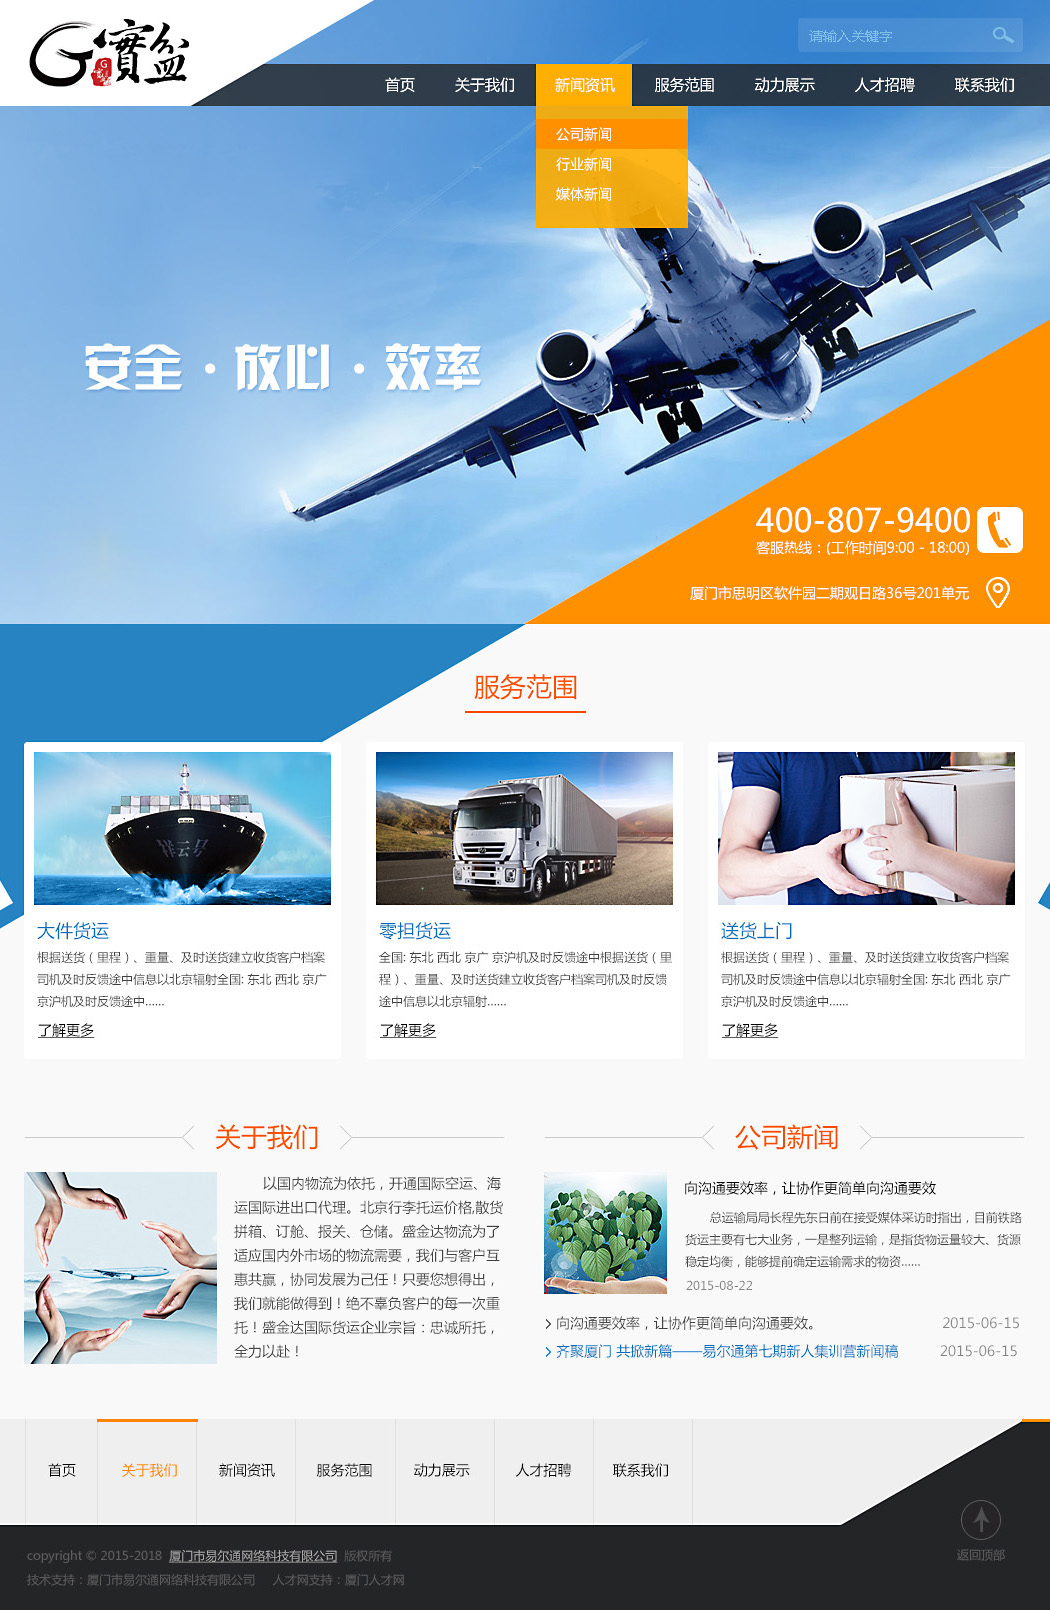 G寶盆
请输入关键字
首页 关于我们 新闻资讯 服务范围 动力展示 人才招聘 联系我们
公司新闻
行业新闻
媒体新闻
安全·放心·效率
400-807-9400
客服热线：(工作时间9:00 - 18:00)
厦门市思明区软件园二期观日路36号201单元
服务范围
祥云号
大件货运
根据送货（里程）、重量、及时送货建立收货客户档案
司机及时反馈途中信息以北京辐射全国: 东北 西北 京广
京沪机及时反馈途中......
了解更多
零担货运
全国: 东北 西北 京广 京沪机及时反馈途中根据送货（里
程）、重量、及时送货建立收货客户档案司机及时反馈
途中信息以北京辐射......
了解更多
送货上门
根据送货（里程）、重量、及时送货建立收货客户档案
司机及时反馈途中信息以北京辐射全国: 东北 西北 京广
京沪机及时反馈途中......
了解更多
关于我们
以国内物流为依托，开通国际空运、海
运国际进出口代理。北京行李托运价格,散货
拼箱、订舱、报关、仓储。盛金达物流为了
适应国内外市场的物流需要，我们与客户互
惠共赢，协同发展为己任！只要您想得出，
我们就能做得到！绝不辜负客户的每一次重
托！盛金达国际货运企业宗旨：忠诚所托，
全力以赴！
公司新闻
向沟通要效率，让协作更简单向沟通要效
总运输局局长程先东日前在接受媒体采访时指出，目前铁路
货运主要有七大业务，一是整列运输，是指货物运量较大、货源
稳定均衡，能够提前确定运输需求的物资......
2015-08-22
向沟通要效率，让协作更简单向沟通要效。 2015-06-15
齐聚厦门 共掀新篇——易尔通第七期新人集训营新闻稿 2015-06-15
首页 关于我们 新闻资讯 服务范围 动力展示 人才招聘 联系我们
返回顶部
copyright © 2015-2018 厦门市易尔通网络科技有限公司 版权所有
技术支持：厦门市易尔通网络科技有限公司 人才网支持：厦门人才网